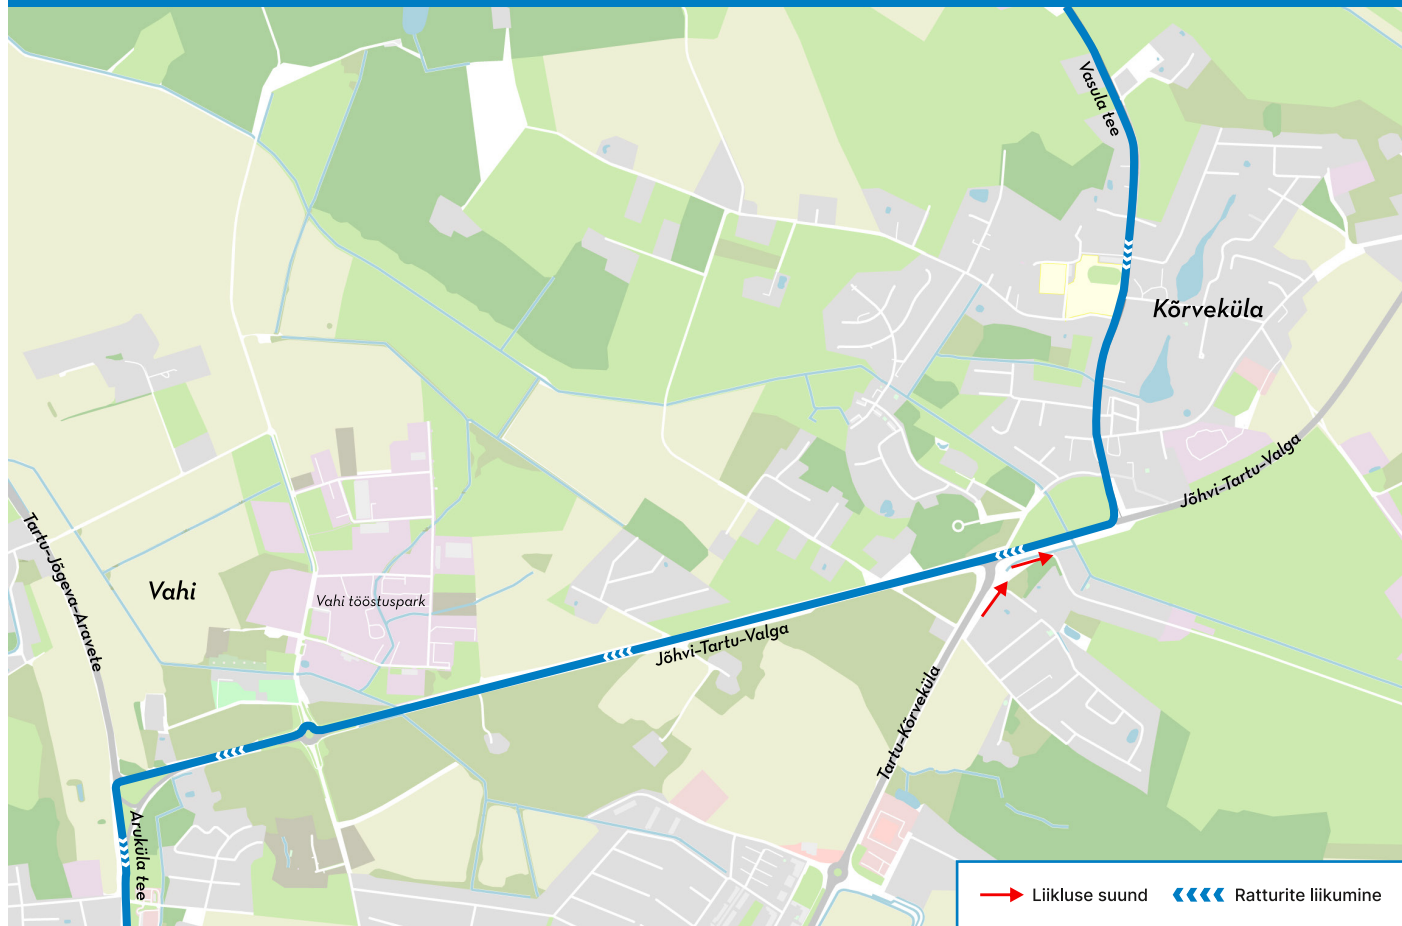 Vasula tee
Kõrveküla
Jõhvi-Tartu-Valga
Tartu-Jõgeva-Aravete
Vahi
Vahi tööstuspark
Jõhvi-Tartu-Valga
Tartu-Kõrveküla
Aruküla tee
Liikluse suund
Ratturite liikumine